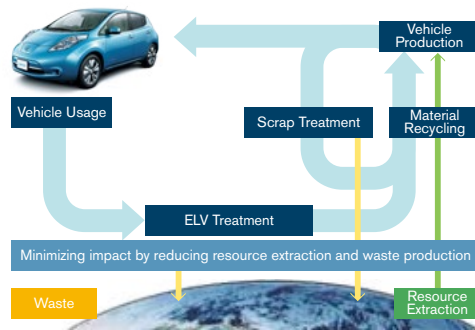 Vehicle
Production
Vehicle Usage
Scrap Treatment
Material
Recycling
ELV Treatment
Minimizing impact by reducing resource extraction and waste production
Waste
Resource
Extraction